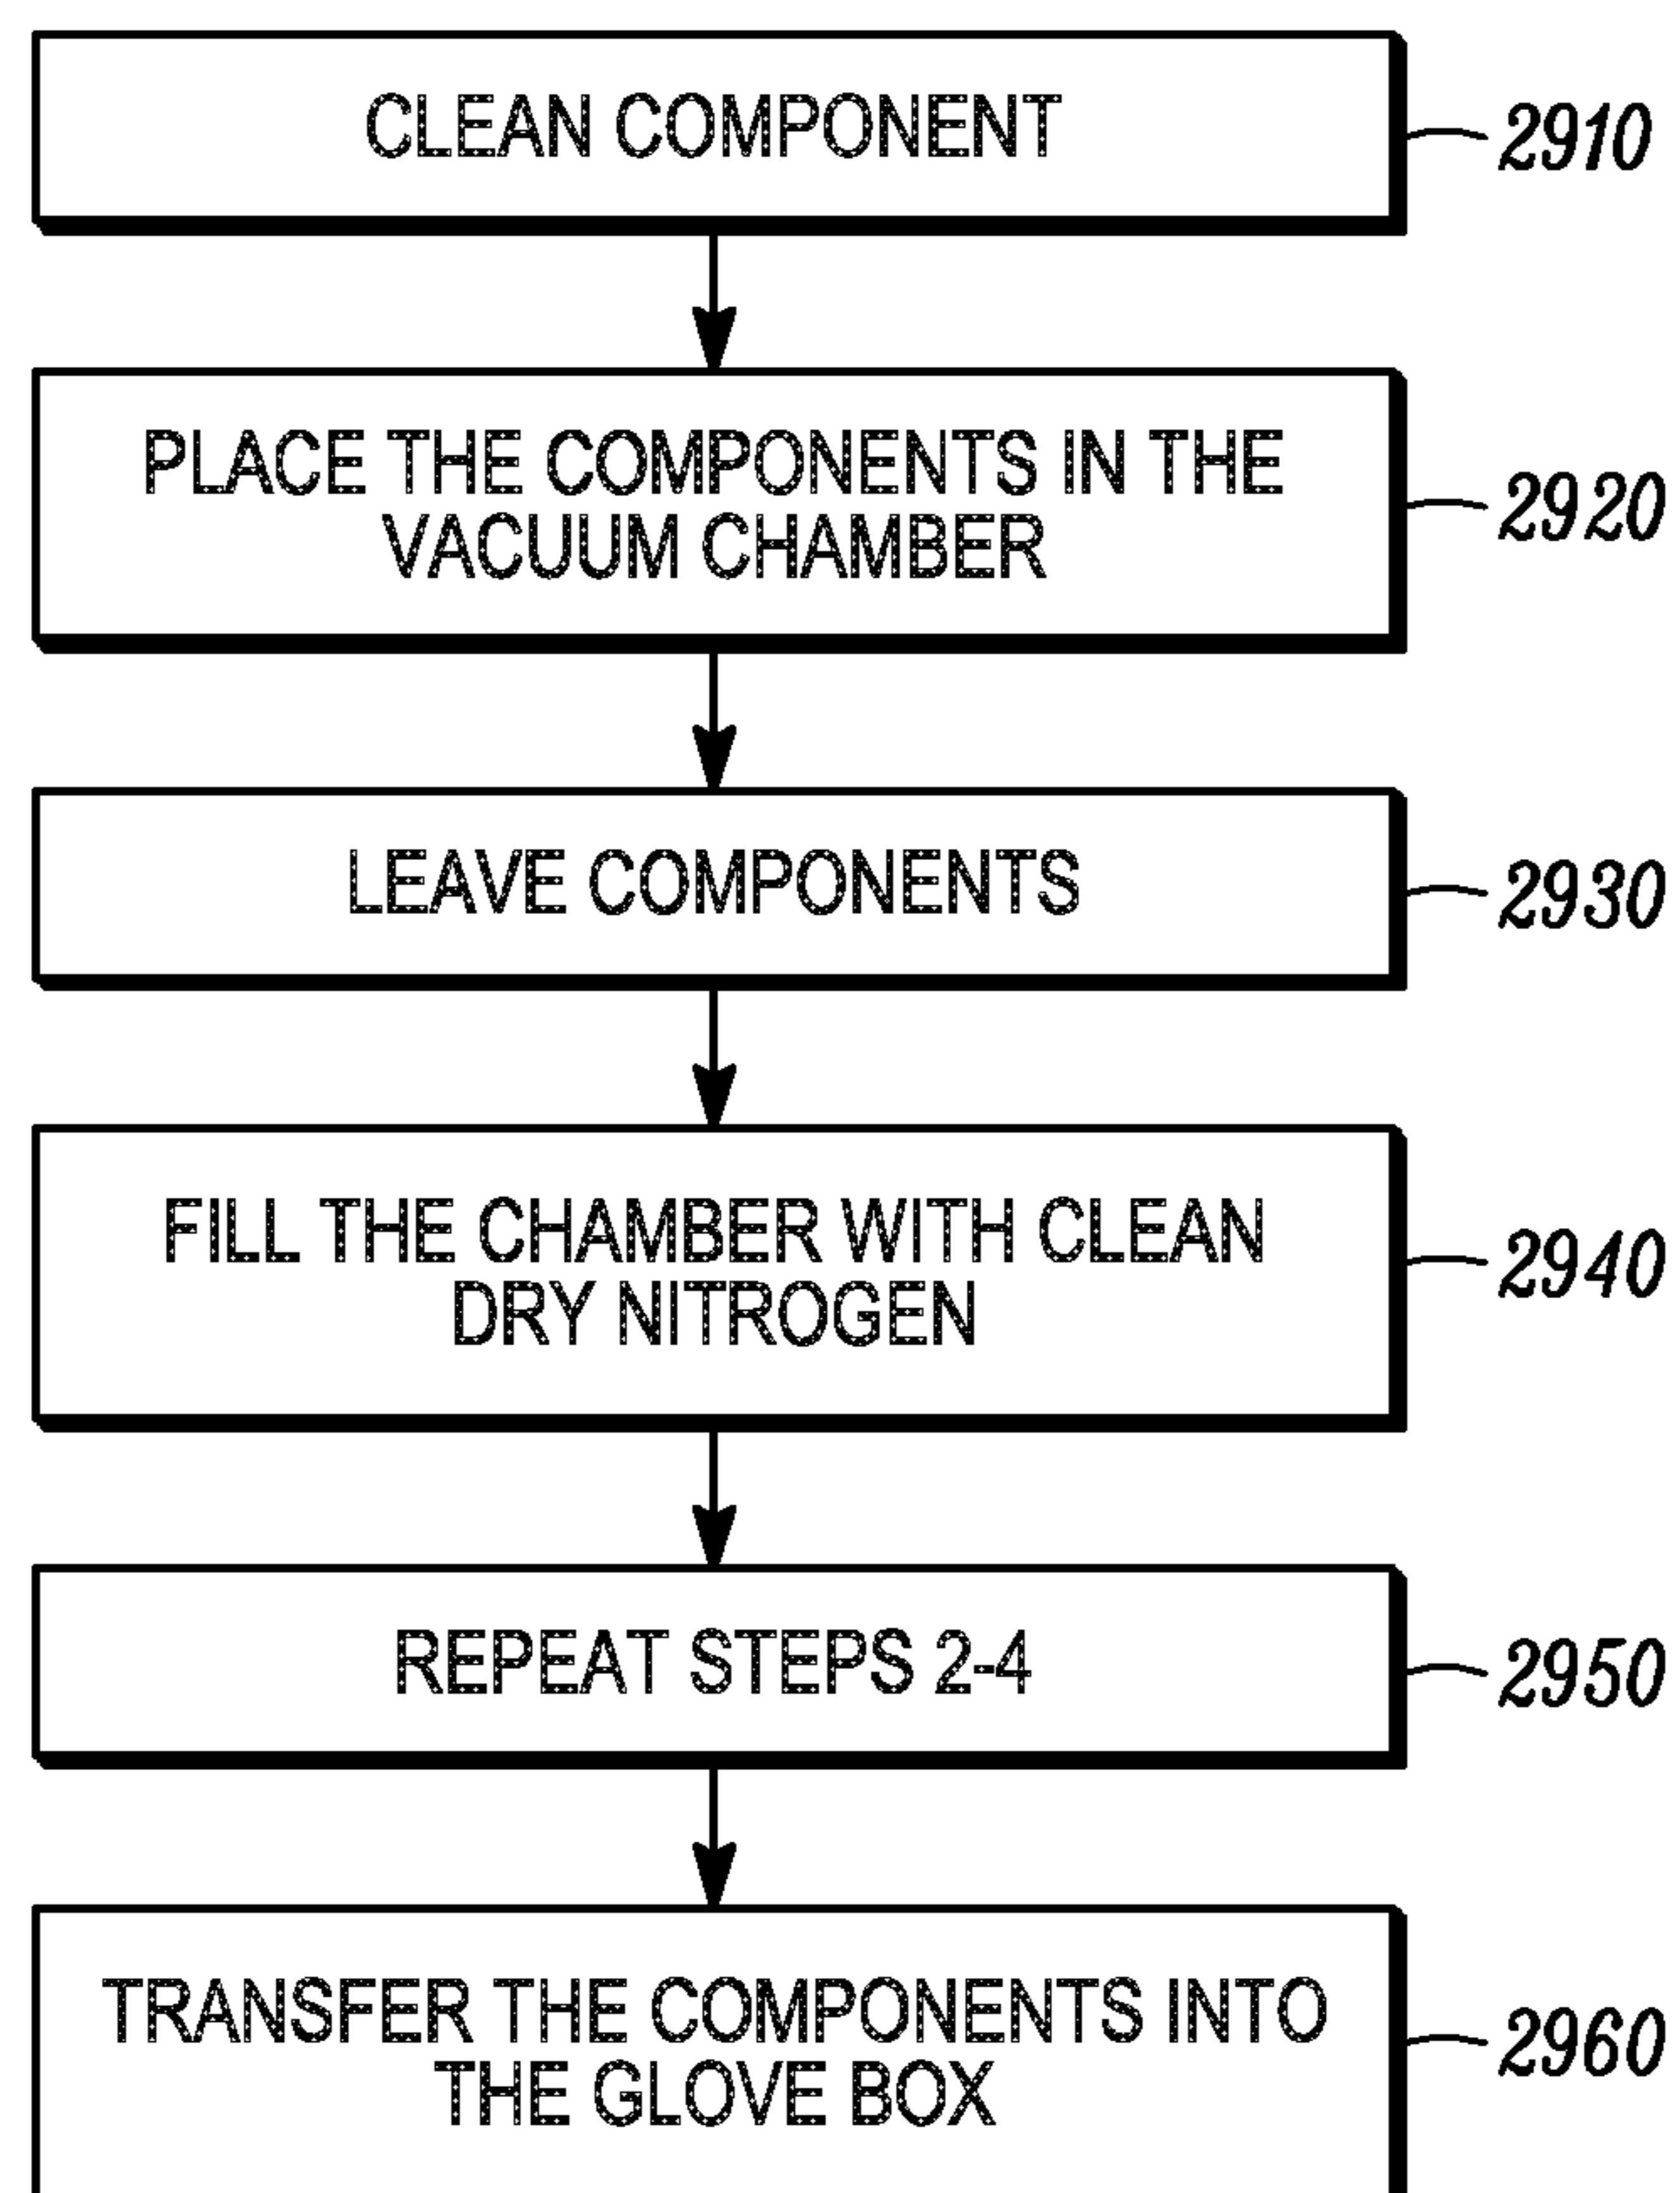 CLEAN COMPONENT
2910
PLACE THE COMPONENTS IN THE
VACUUM CHAMBER
2920
LEAVE COMPONENTS
2930
FILL THE CHAMBER WITH CLEAN
DRY NITROGEN
2940
REPEAT STEPS 2-4
2950
TRANSFER THE COMPONENTS INTO
THE GLOVE BOX
2960